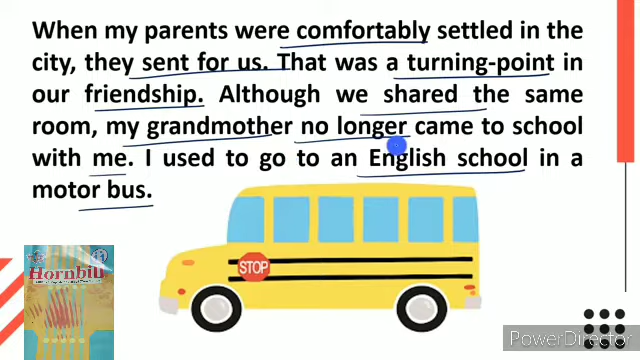 When my parents were comfortably settled in the
city, they sent for us. That was a turning-point in
our friendship. Although we shared the same
room, my grandmother no longer came to school
with me. I used to go to an English school in a
motor bus.
STOP
Hornbill
PowerDirector